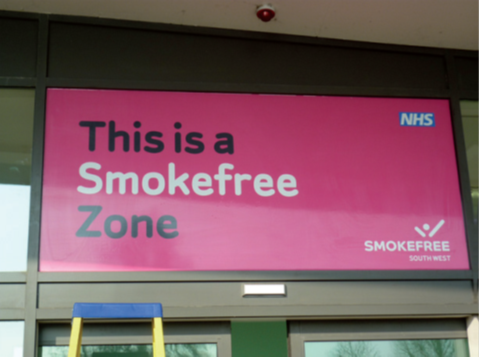 This is a
Smokefree
Zone
NHS
SMOKEFREE
SOUTH WEST